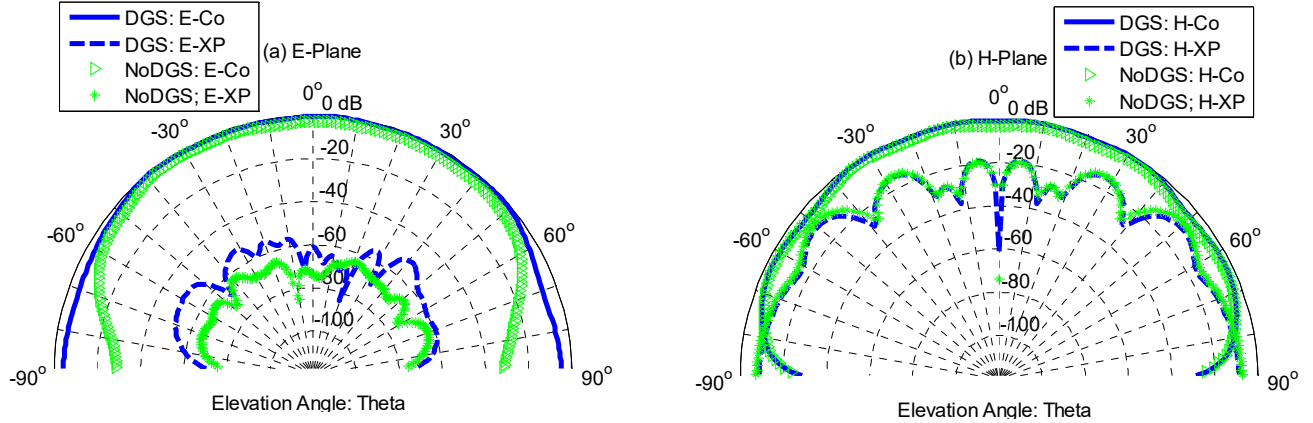 DGS: E-Co
DGS: E-XP
NoDGS: E-Co
NoDGS; E-XP
(a) E-Plane
0°
0 dB
-30°
30°
-20
-40
-60°
60°
-60
-80
-100
-90°
90°
Elevation Angle: Theta
DGS: H-Co
DGS: H-XP
NoDGS: H-Co
NoDGS; H-XP
(b) H-Plane
0°
0 dB
-30°
30°
-20
-40
-60°
60°
-60
-80
-100
-90°
90°
Elevation Angle: Theta